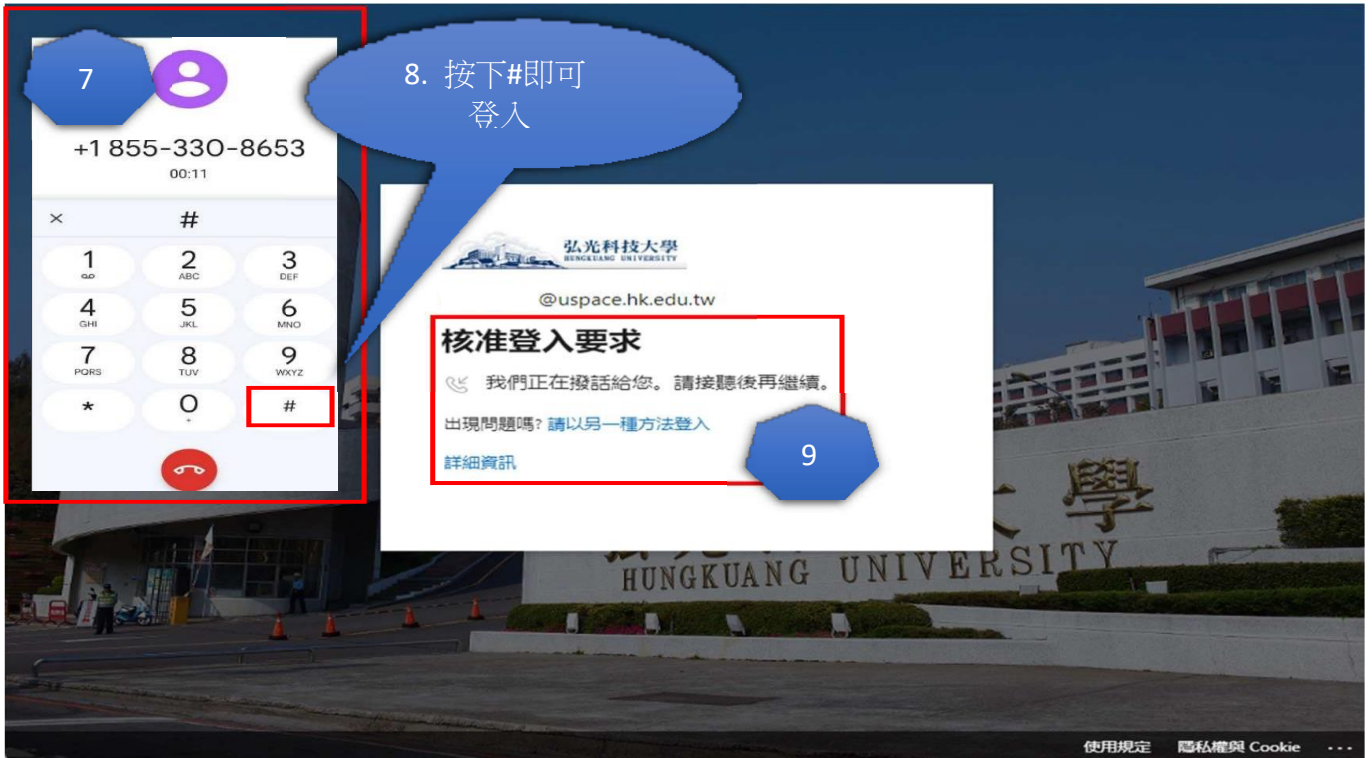 7
8. 按下#即可
登入
+1 855-330-8653
00:11
× #
1 2 3
ABC DEF
4 5 6
GHI JKL MNO
7 8 9
PQRS TUV WXYZ
* 0 #
+
弘光科技大學
HUNGKUANG UNIVERSITY
@uspace.hk.edu.tw
核准登入要求
我們正在撥話給您。請接聽後再繼續。
出現問題嗎? 請以另一種方法登入
詳細資訊
9
大學
HUNGKUANG UNIVERSITY
使用規定 隱私權與 Cookie ...